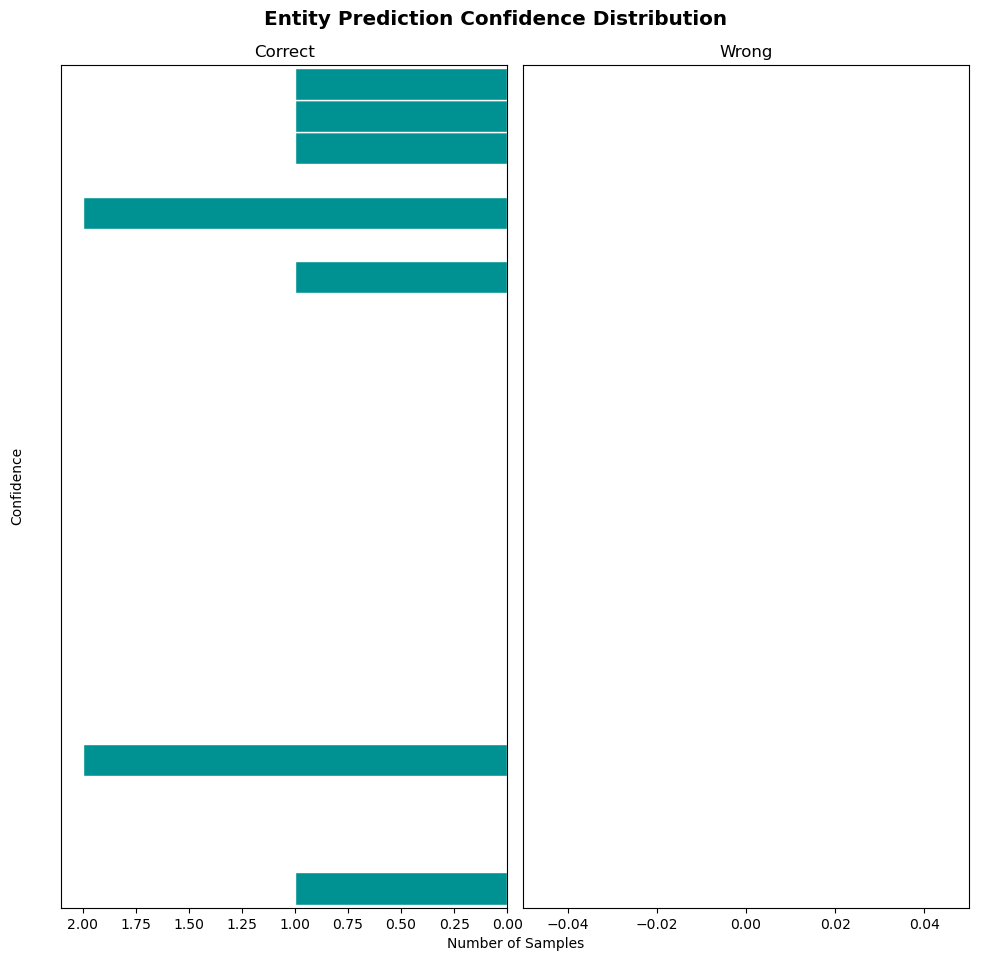 Entity Prediction Confidence Distribution
Correct
Wrong
Confidence
2.00 1.75 1.50 1.25 1.00 0.75 0.50 0.25 0.00
−0.04 −0.02 0.00 0.02 0.04
Number of Samples